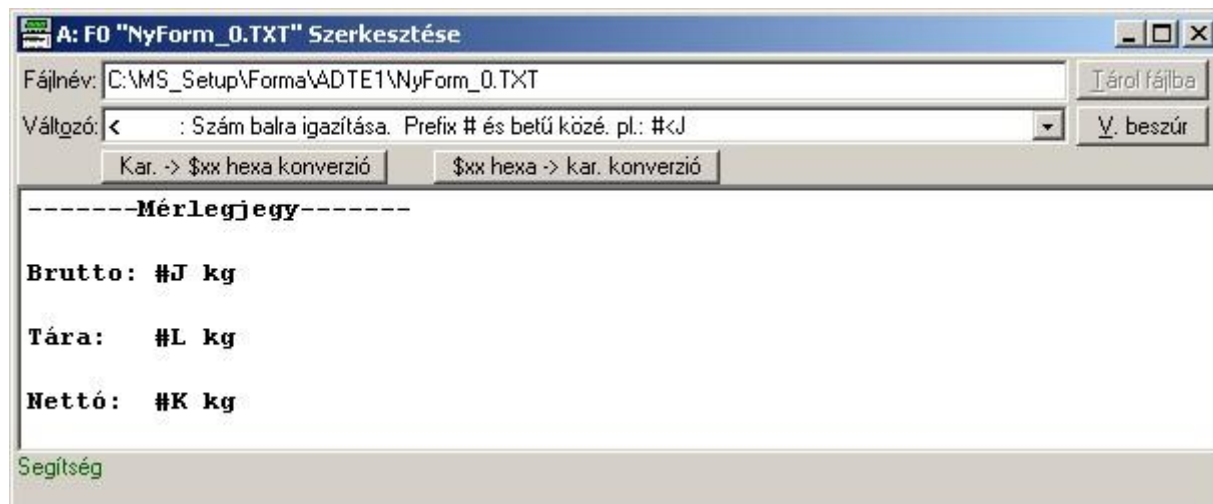 A: F0 "NyForm_0.TXT" Szerkesztése
Fájlnév: C:\MS_Setup\Forma\ADTE1\NyForm_0.TXT Tárol fájlba
Változó: < : Szám balra igazítása. Prefix # és betű közé. pl.: #<J V. beszúr
Kar. -> $xx hexa konverzió $xx hexa -> kar. konverzió
-------Mérlegjegy-------
Brutto: #J kg
Tára: #L kg
Nettó: #K kg
Segítség